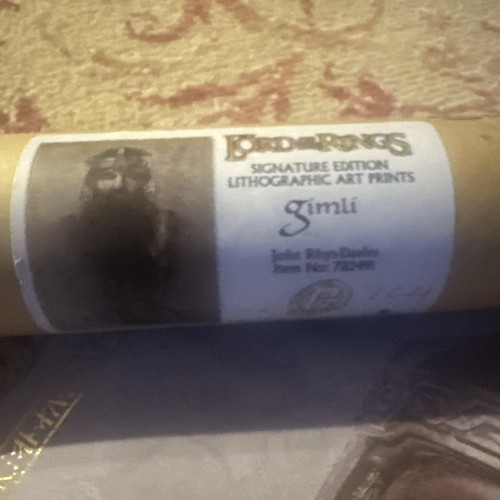 LORD OF THE RINGS
SIGNATURE EDITION
LITHOGRAPHIC ART PRINTS
gimli
John Rhys-Davies